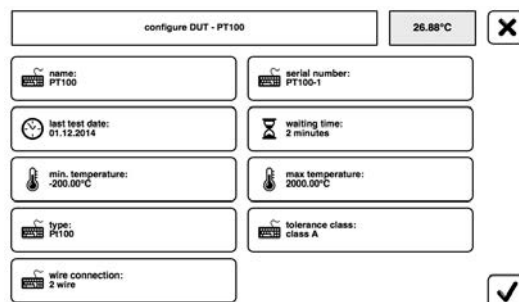 configure DUT - PT100
26.88°C
name:
PT100
serial number:
PT100-1
last test date:
01.12.2014
waiting time:
2 minutes
min. temperature:
-200.00°C
max temperature:
2000.00°C
type:
Pt100
tolerance class:
class A
wire connection:
2 wire